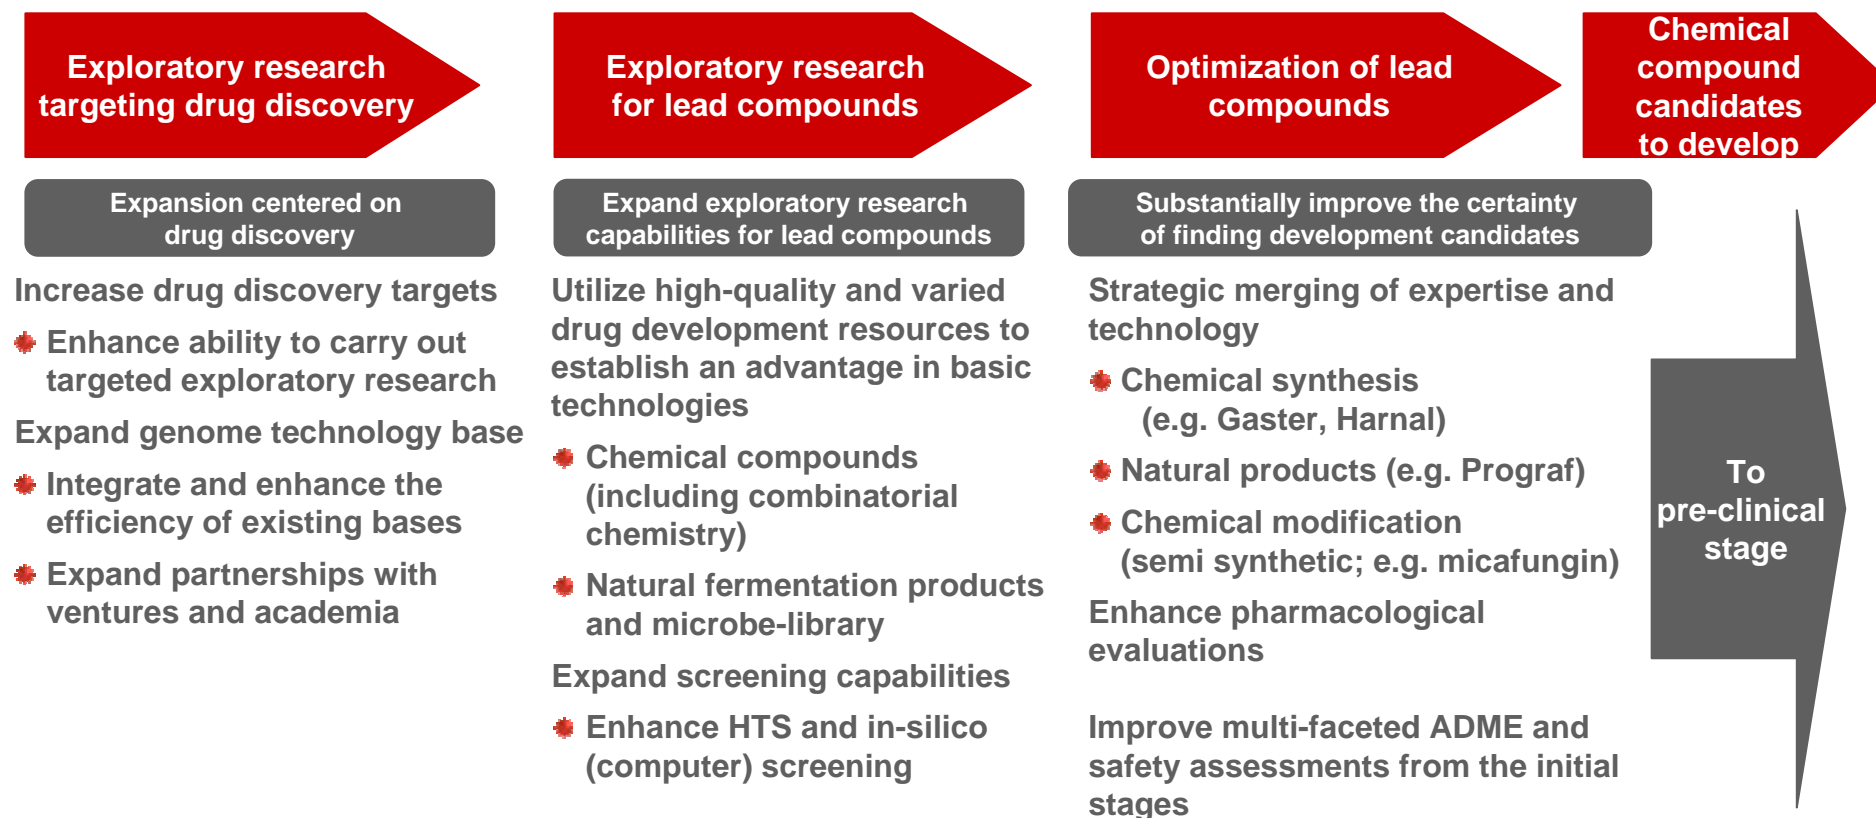 Exploratory research
targeting drug discovery
Exploratory research
for lead compounds
Optimization of lead
compounds
Chemical
compound
candidates
to develop
Expansion centered on
drug discovery
Expand exploratory research
capabilities for lead compounds
Substantially improve the certainty
of finding development candidates
Increase drug discovery targets
Enhance ability to carry out
targeted exploratory research
Expand genome technology base
Integrate and enhance the
efficiency of existing bases
Expand partnerships with
ventures and academia
Utilize high-quality and varied
drug development resources to
establish an advantage in basic
technologies
Chemical compounds
(including combinatorial
chemistry)
Natural fermentation products
and microbe-library
Expand screening capabilities
Enhance HTS and in-silico
(computer) screening
Strategic merging of expertise and
technology
Chemical synthesis
(e.g. Gaster, Harnal)
Natural products (e.g. Prograf)
Chemical modification
(semi synthetic; e.g. micafungin)
Enhance pharmacological
evaluations
Improve multi-faceted ADME and
safety assessments from the initial
stages
To
pre-clinical
stage